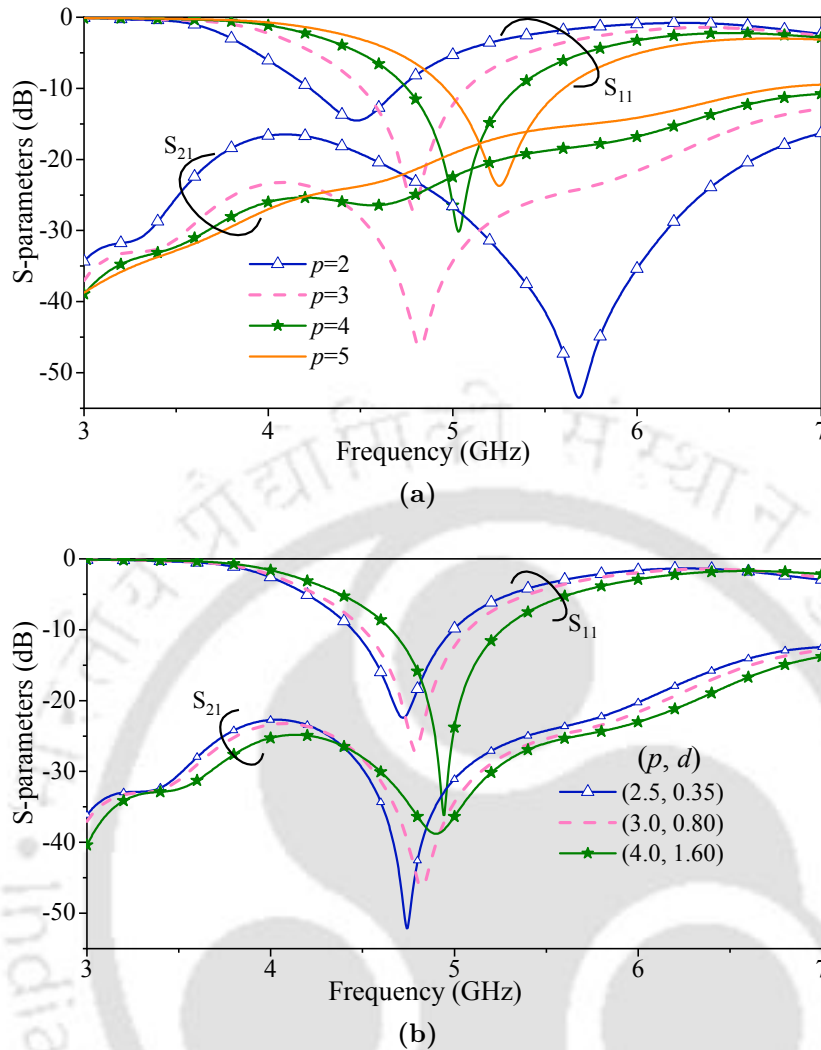 0
-10
-20
-30
-40
-50
S-parameters (dB)
S11
S21
p=2
p=3
p=4
p=5
3 4 5 6 7
Frequency (GHz)
(a)
0
-10
-20
-30
-40
-50
S-parameters (dB)
S11
S21
(p, d)
(2.5, 0.35)
(3.0, 0.80)
(4.0, 1.60)
3 4 5 6 7
Frequency (GHz)
(b)